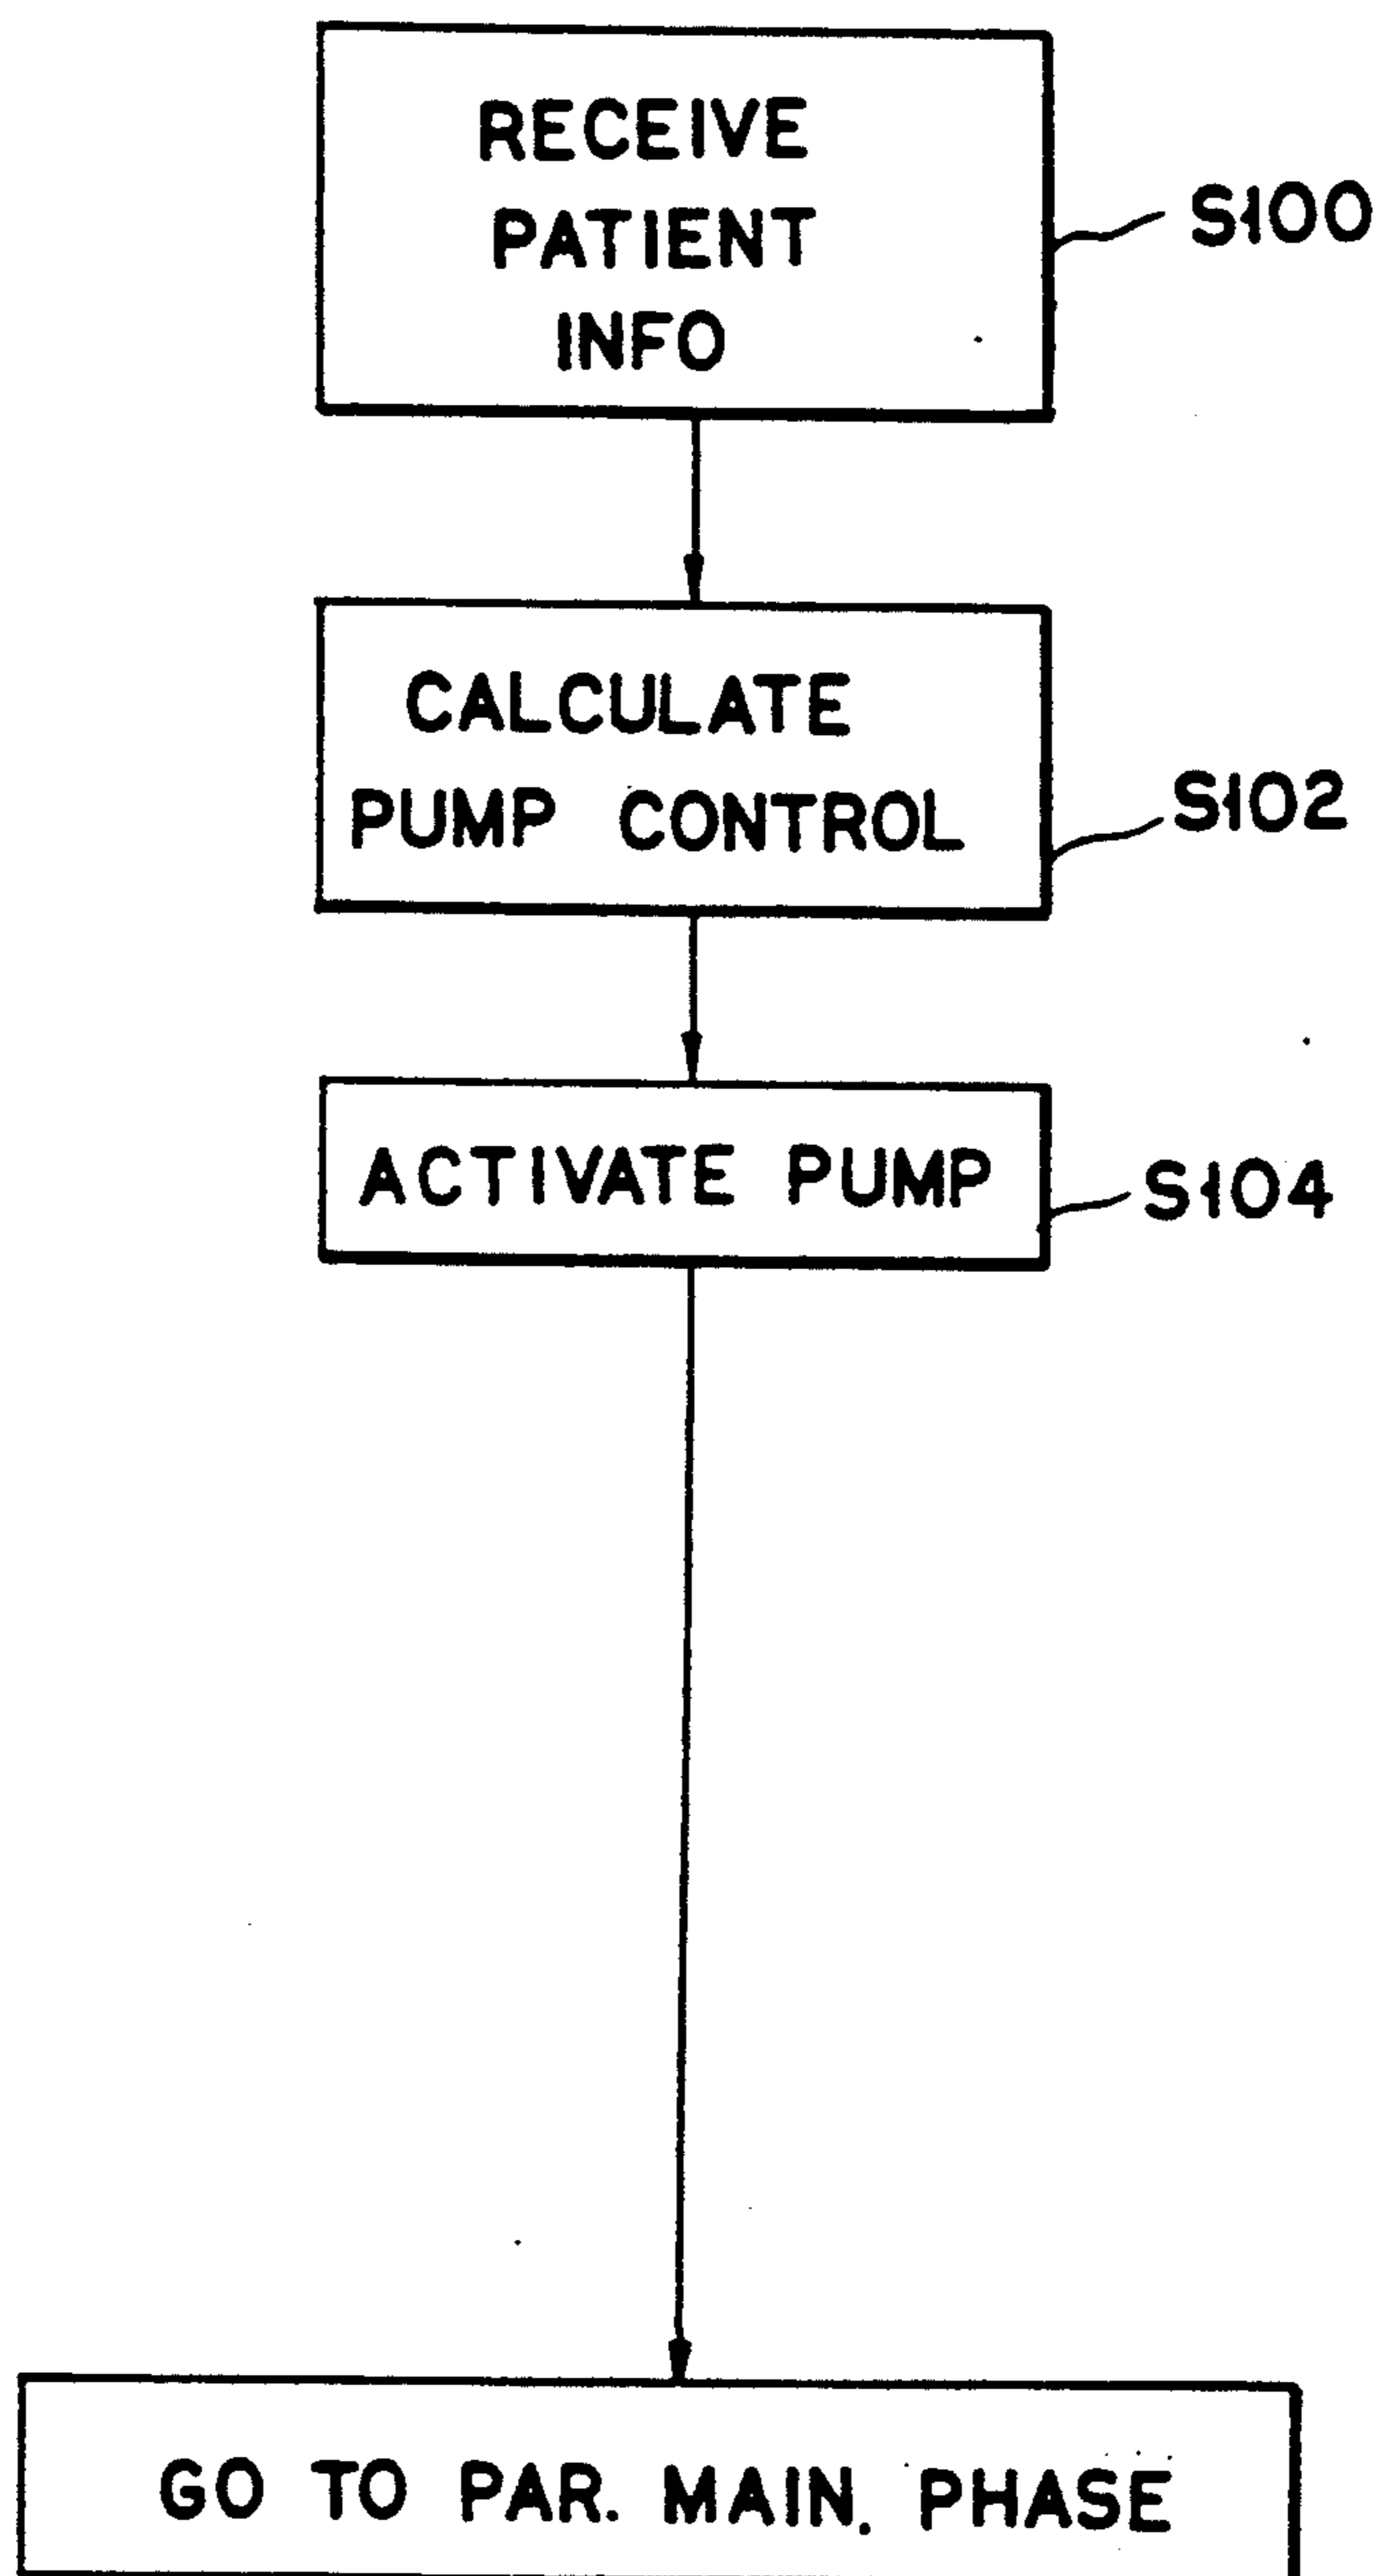 RECEIVE
PATIENT
INFO
S100
CALCULATE
PUMP CONTROL
S102
ACTIVATE PUMP
S104
GO TO PAR. MAIN. PHASE